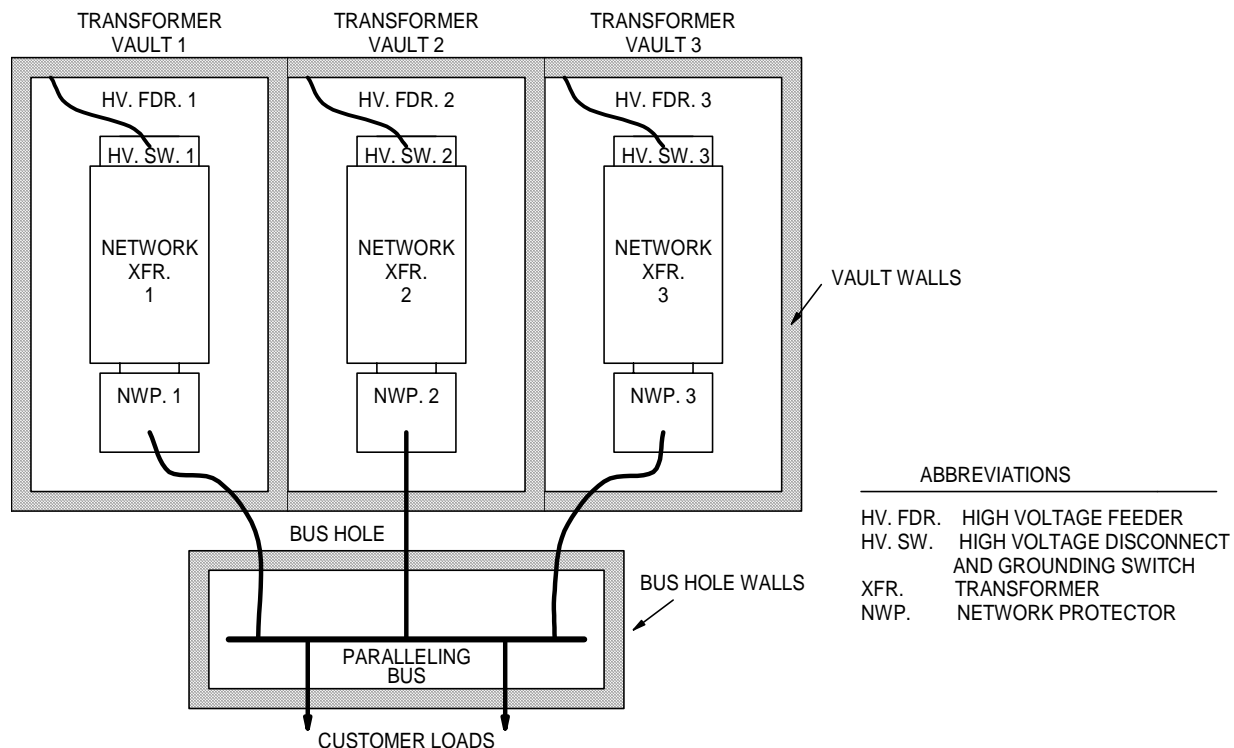 TRANSFORMER
VAULT 1
TRANSFORMER
VAULT 2
TRANSFORMER
VAULT 3
HV. FDR. 1
HV. FDR. 2
HV. FDR. 3
HV. SW. 1
HV. SW. 2
HV. SW. 3
NETWORK
XFR.
1
NETWORK
XFR.
2
NETWORK
XFR.
3
VAULT WALLS
NWP. 1
NWP. 2
NWP. 3
BUS HOLE
BUS HOLE WALLS
PARALLELING
BUS
CUSTOMER LOADS
ABBREVIATIONS
HV. FDR. HIGH VOLTAGE FEEDER
HV. SW. HIGH VOLTAGE DISCONNECT
AND GROUNDING SWITCH
XFR. TRANSFORMER
NWP. NETWORK PROTECTOR